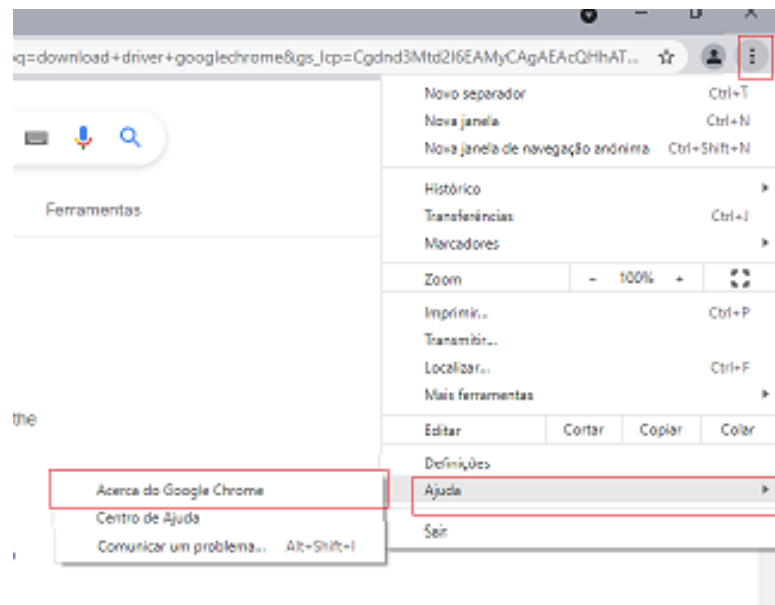 q=download+driver+googlechrome&gs_lcp=Cgdnd3Mtd2l6EAMyCAgAEAcQHhAT...
Novo separador Ctrl+T
Nova janela Ctrl+N
Nova janela de navegação anónima Ctrl+Shift+N
Ferramentas
Histórico
Transferências Ctrl+J
Marcadores
Zoom - 100% +
Imprimir... Ctrl+P
Transmitir...
Localizar... Ctrl+F
Mais ferramentas
the
Editar Cortar Copiar Colar
Definições
Ajuda
Acerca do Google Chrome
Centro de Ajuda
Comunicar um problema... Alt+Shift+I
Sair